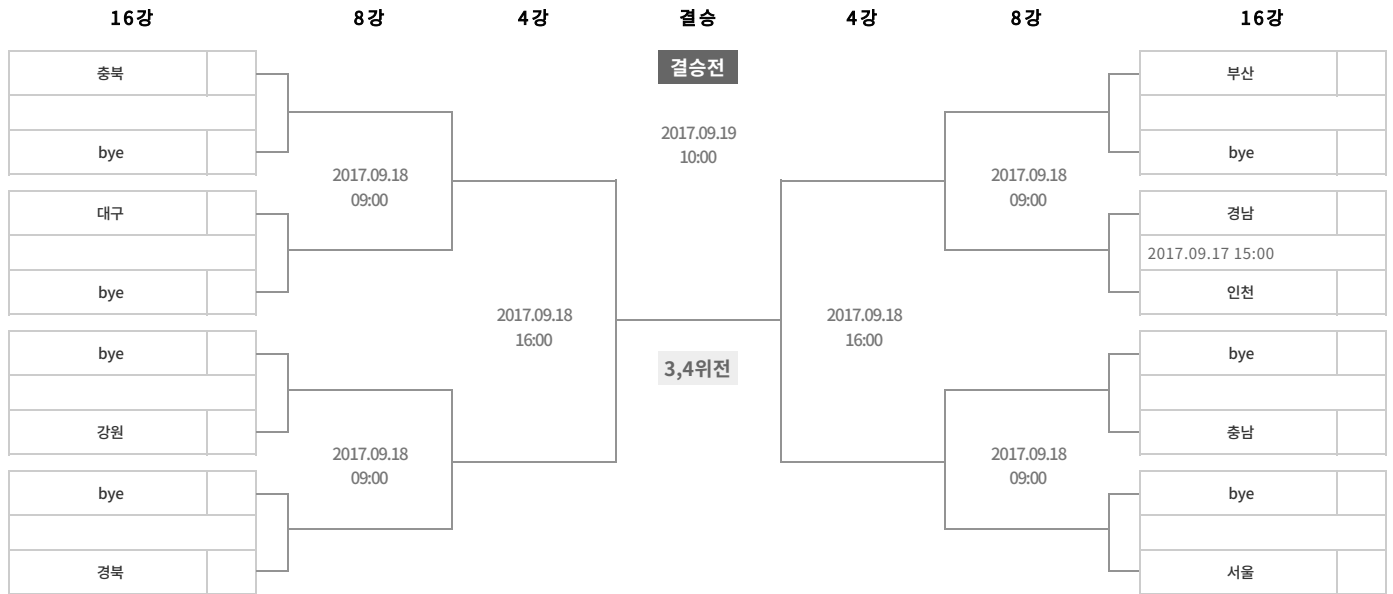 16강 8강 4강 결승 4강 8강 16강
충북
bye
대구
bye
bye
강원
bye
경북
2017.09.18
09:00
2017.09.18
09:00
2017.09.18
16:00
결승전
2017.09.19
10:00
3,4위전
2017.09.18
16:00
2017.09.18
09:00
2017.09.18
09:00
부산
bye
경남
2017.09.17 15:00
인천
bye
충남
bye
서울